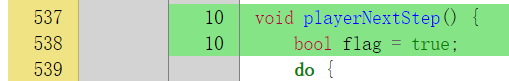 537 10 void playerNextStep() {
538 10 bool flag = true;
539 do {